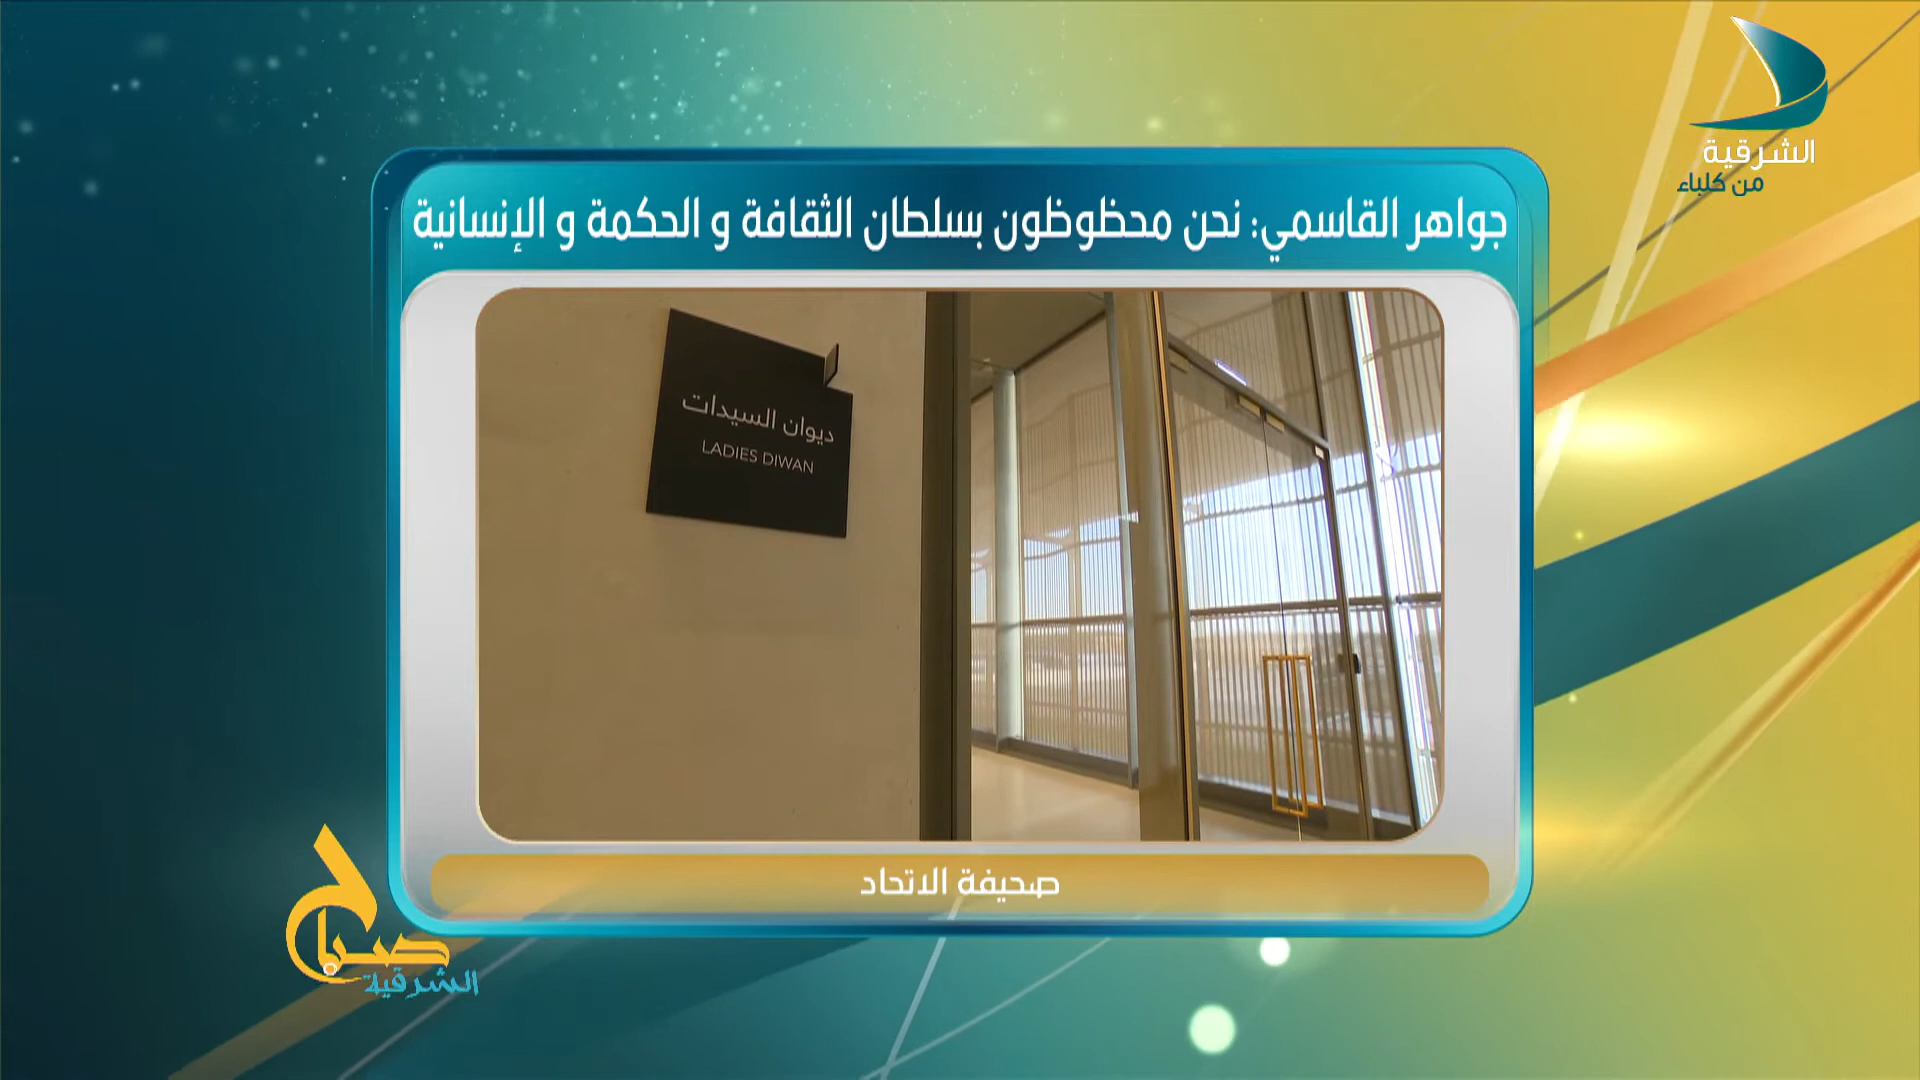 الشرقية
من كلباء
جواهر القاسمي: نحن محظوظون بسلطان الثقافة و الحكمة و الإنسانية
ديوان السيدات
LADIES DIWAN
صحيفة الاتحاد
صباح
الشرقية